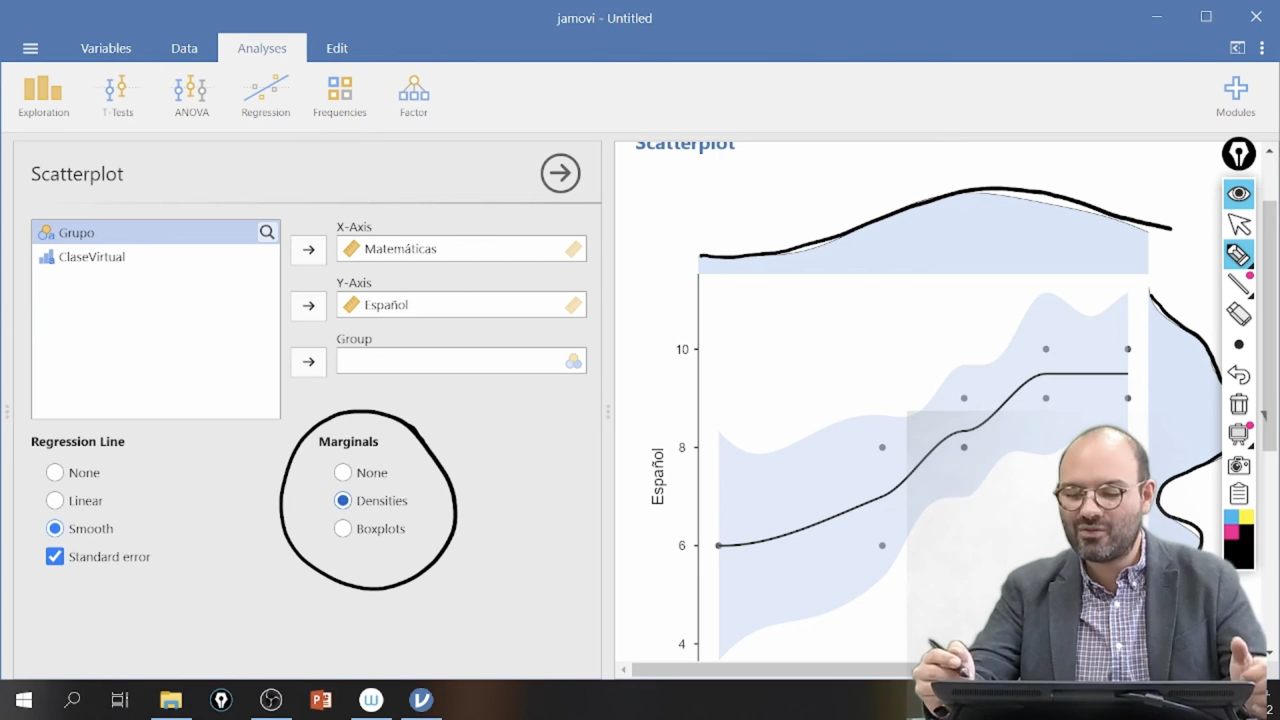 jamovi - Untitled
Variables Data Analyses Edit
Exploration T-Tests ANOVA Regression Frequencies Factor Modules
Scatterplot
Grupo
ClaseVirtual
X-Axis
Matemáticas
Y-Axis
Español
Group
Regression Line
None
Linear
Smooth
Standard error
Marginals
None
Densities
Boxplots
Scatterplot
10
8
6
4
Español